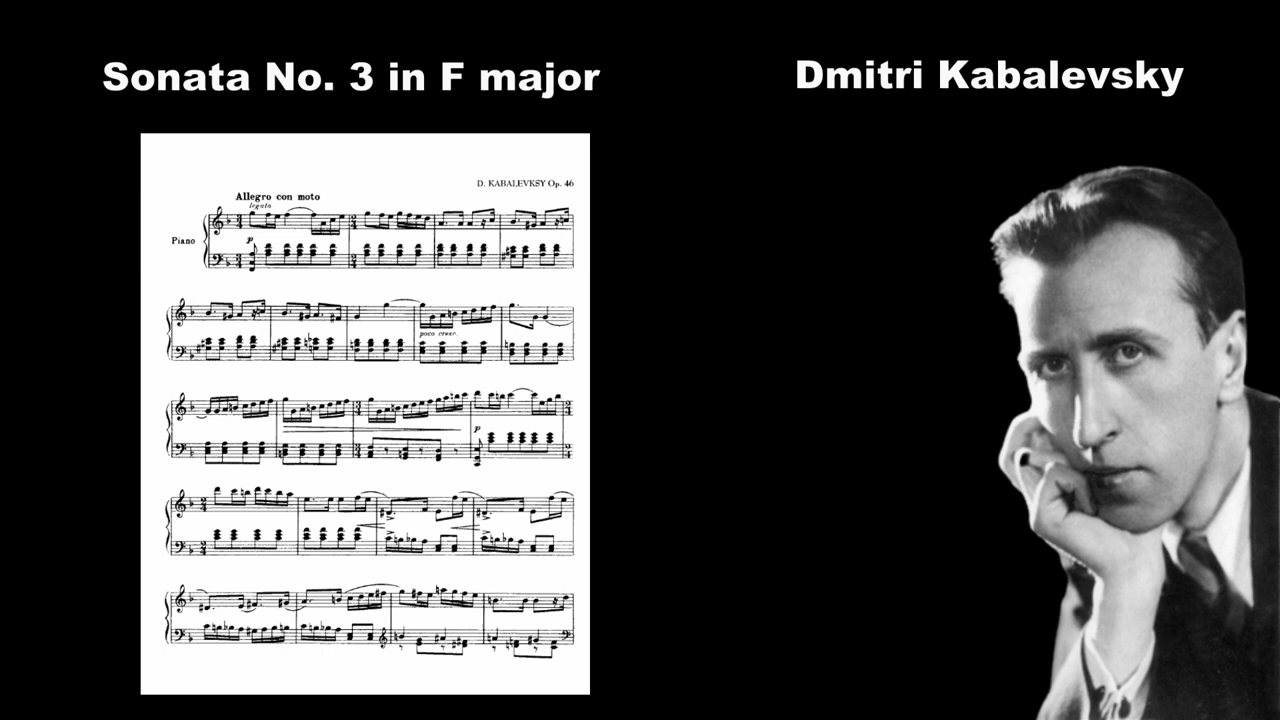 Sonata No. 3 in F major
Dmitri Kabalevsky
D. KABALEVKSY Op. 46
Allegro con moto
legato
Piano
p
poco cresc.
p